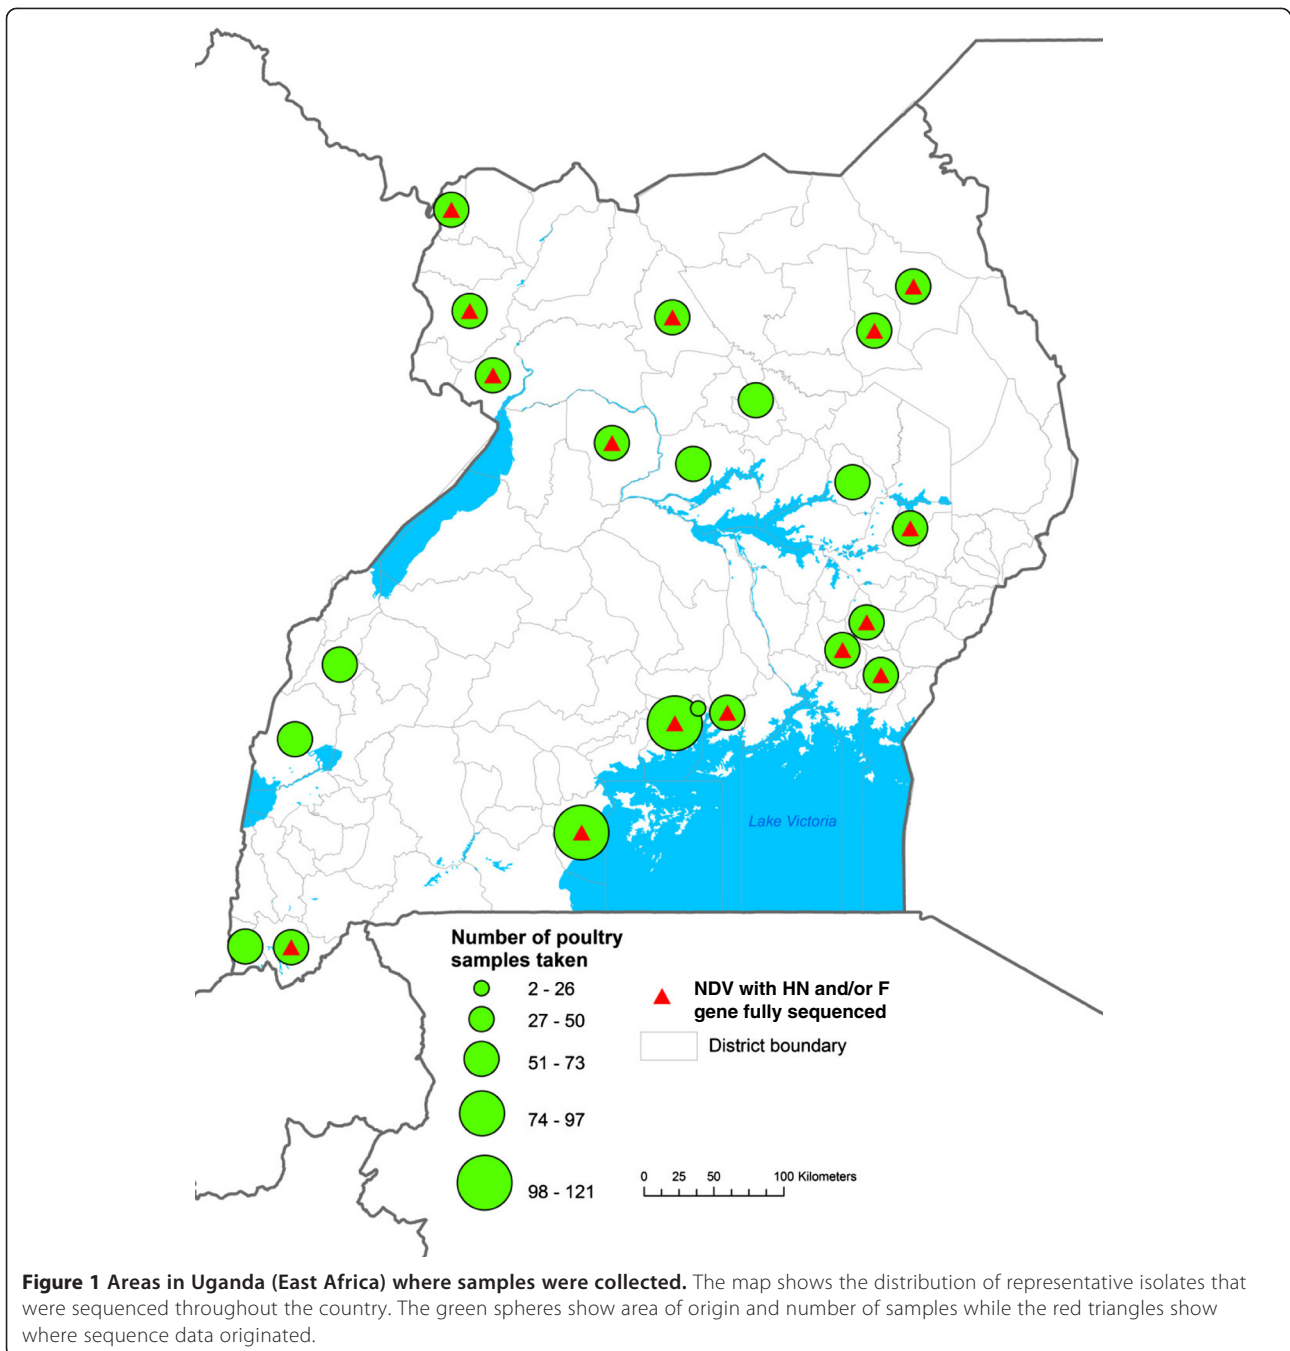 Lake Victoria
Number of poultry
samples taken
2 - 26
27 - 50
51 - 73
74 - 97
98 - 121
NDV with HN and/or F
gene fully sequenced
District boundary
0 25 50 100 Kilometers
Figure 1 Areas in Uganda (East Africa) where samples were collected. The map shows the distribution of representative isolates that
were sequenced throughout the country. The green spheres show area of origin and number of samples while the red triangles show
where sequence data originated.